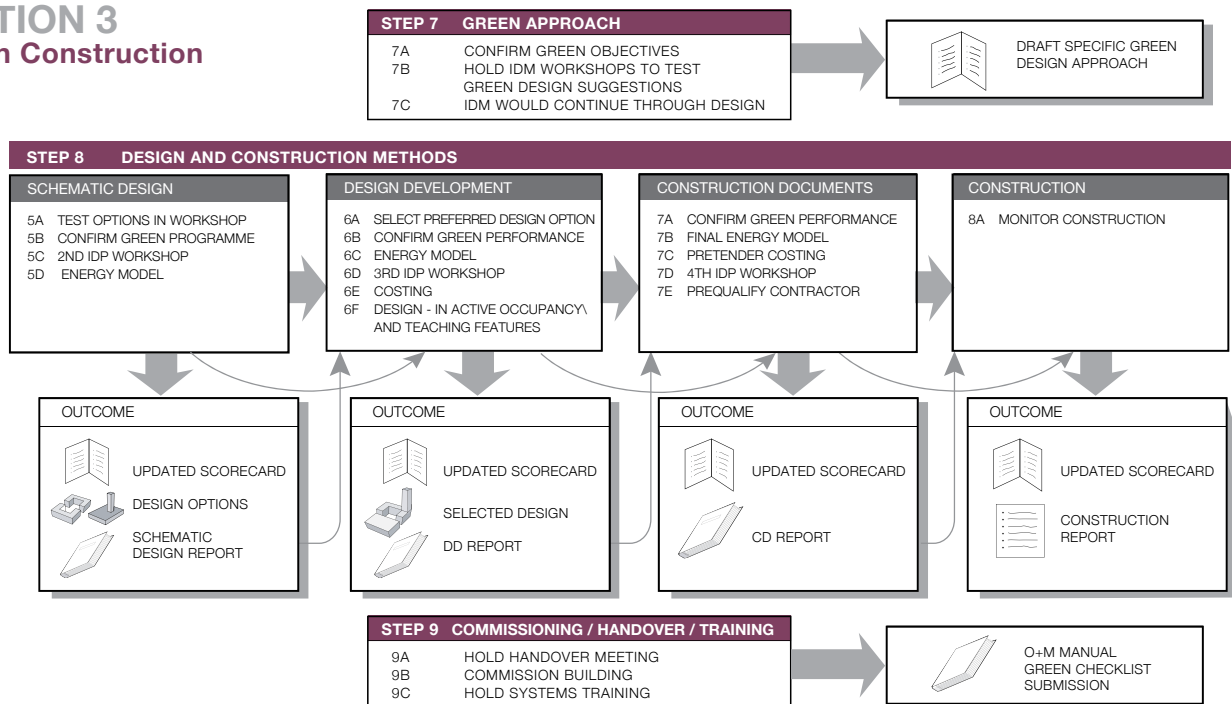 TION 3
n Construction
STEP 7 GREEN APPROACH
7A CONFIRM GREEN OBJECTIVES
7B HOLD IDM WORKSHOPS TO TEST
GREEN DESIGN SUGGESTIONS
7C IDM WOULD CONTINUE THROUGH DESIGN
DRAFT SPECIFIC GREEN
DESIGN APPROACH
STEP 8 DESIGN AND CONSTRUCTION METHODS
SCHEMATIC DESIGN
5A TEST OPTIONS IN WORKSHOP
5B CONFIRM GREEN PROGRAMME
5C 2ND IDP WORKSHOP
5D ENERGY MODEL
DESIGN DEVELOPMENT
6A SELECT PREFERRED DESIGN OPTION
6B CONFIRM GREEN PERFORMANCE
6C ENERGY MODEL
6D 3RD IDP WORKSHOP
6E COSTING
6F DESIGN - IN ACTIVE OCCUPANCY\
AND TEACHING FEATURES
CONSTRUCTION DOCUMENTS
7A CONFIRM GREEN PERFORMANCE
7B FINAL ENERGY MODEL
7C PRETENDER COSTING
7D 4TH IDP WORKSHOP
7E PREQUALIFY CONTRACTOR
CONSTRUCTION
8A MONITOR CONSTRUCTION
OUTCOME
UPDATED SCORECARD
DESIGN OPTIONS
SCHEMATIC
DESIGN REPORT
OUTCOME
UPDATED SCORECARD
SELECTED DESIGN
DD REPORT
OUTCOME
UPDATED SCORECARD
CD REPORT
OUTCOME
UPDATED SCORECARD
CONSTRUCTION
REPORT
STEP 9 COMMISSIONING / HANDOVER / TRAINING
9A HOLD HANDOVER MEETING
9B COMMISSION BUILDING
9C HOLD SYSTEMS TRAINING
O+M MANUAL
GREEN CHECKLIST
SUBMISSION